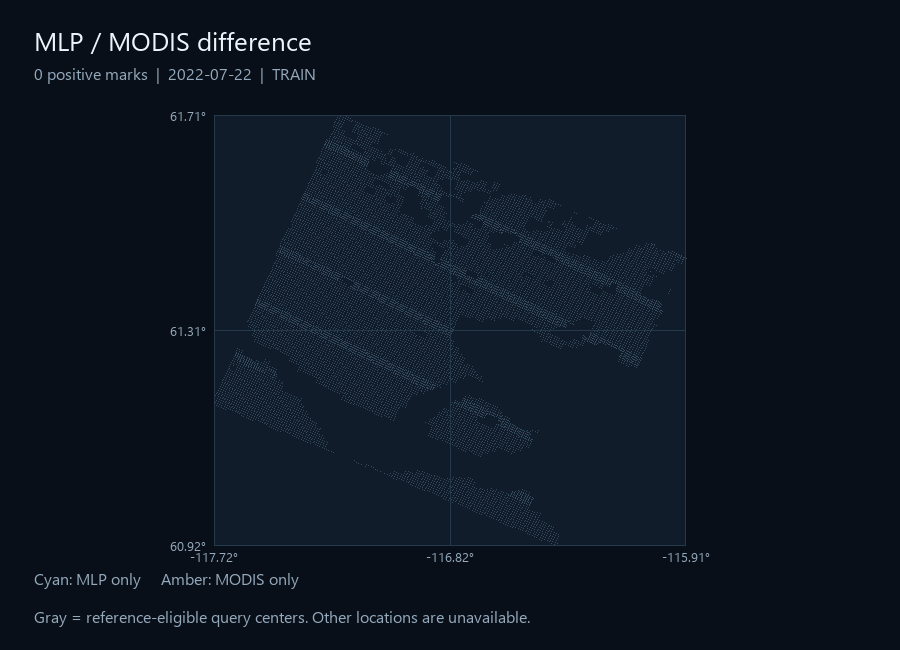 MLP / MODIS difference
0 positive marks | 2022-07-22 | TRAIN
61.71°
61.31°
60.92°
-117.72° -116.82° -115.91°
Cyan: MLP only Amber: MODIS only
Gray = reference-eligible query centers. Other locations are unavailable.